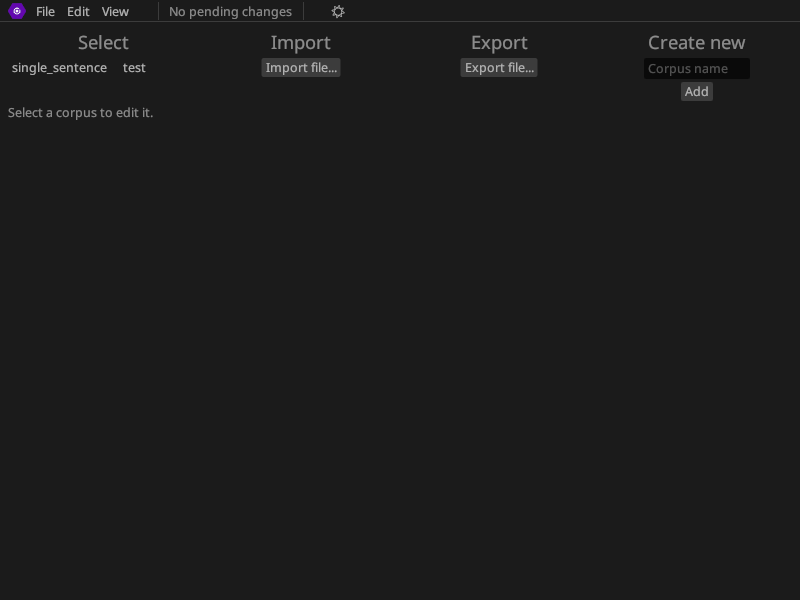 File Edit View No pending changes
Select Import Export Create new
single_sentence test Import file... Export file... Corpus name
Add
Select a corpus to edit it.